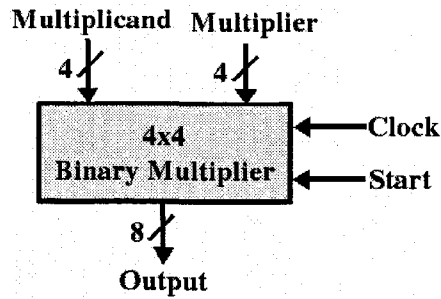 Multiplicand Multiplier
4 4
4x4
Binary Multiplier
Clock
Start
8
Output